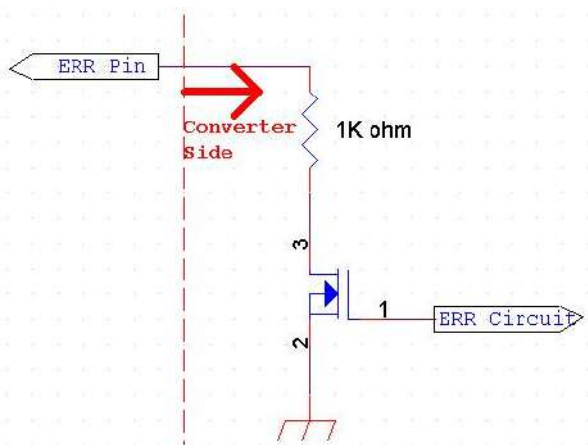 ERR Pin
Converter
Side
1K ohm
3
1
ERR Circuit
2